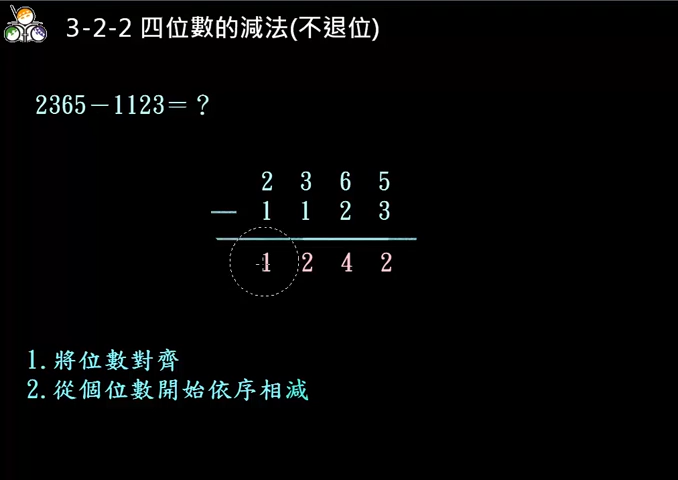 3-2-2 四位數的減法(不退位)
2365－1123＝？
2 3 6 5
－ 1 1 2 3
1 2 4 2
1.將位數對齊
2.從個位數開始依序相減